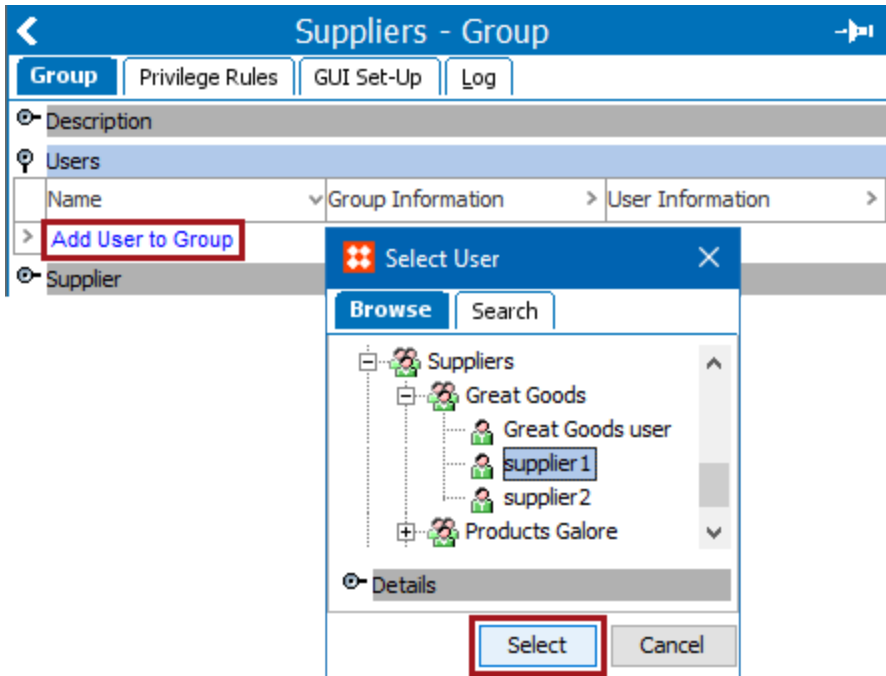 Suppliers - Group
Group Privilege Rules GUI Set-Up Log
Description
Users
Name Group Information User Information
Add User to Group
Supplier
Select User
Browse Search
Suppliers
Great Goods
Great Goods user
supplier1
supplier2
Products Galore
Details
Select Cancel